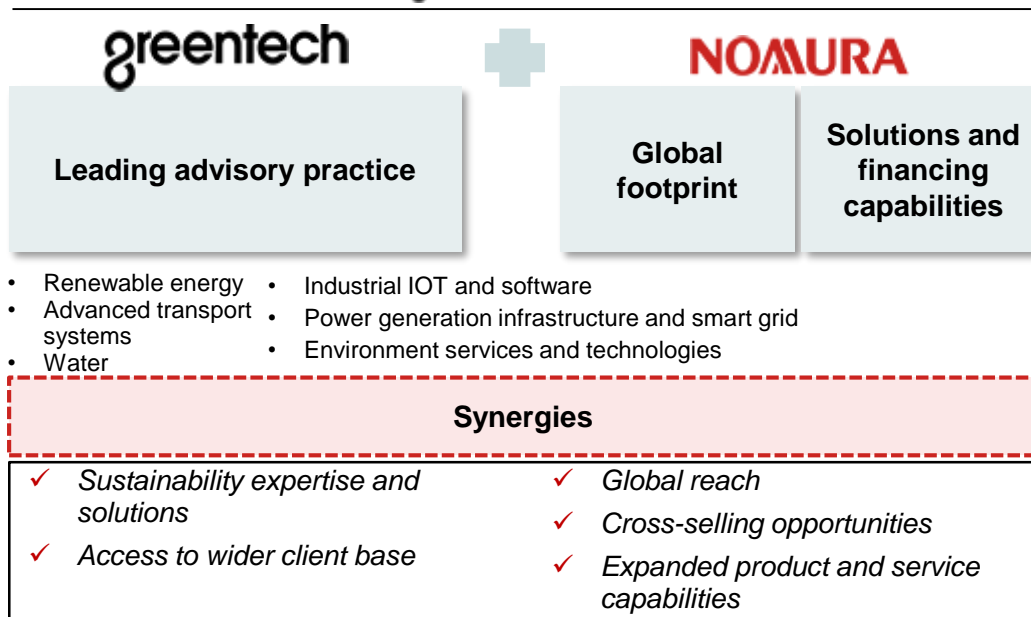 greentech
NOMURA
Leading advisory practice
Global
footprint
Solutions and
financing
capabilities
• Renewable energy
• Advanced transport
systems
• Water
• Industrial IOT and software
• Power generation infrastructure and smart grid
• Environment services and technologies
Synergies
✓ Sustainability expertise and
solutions
✓ Access to wider client base
✓ Global reach
✓ Cross-selling opportunities
✓ Expanded product and service
capabilities